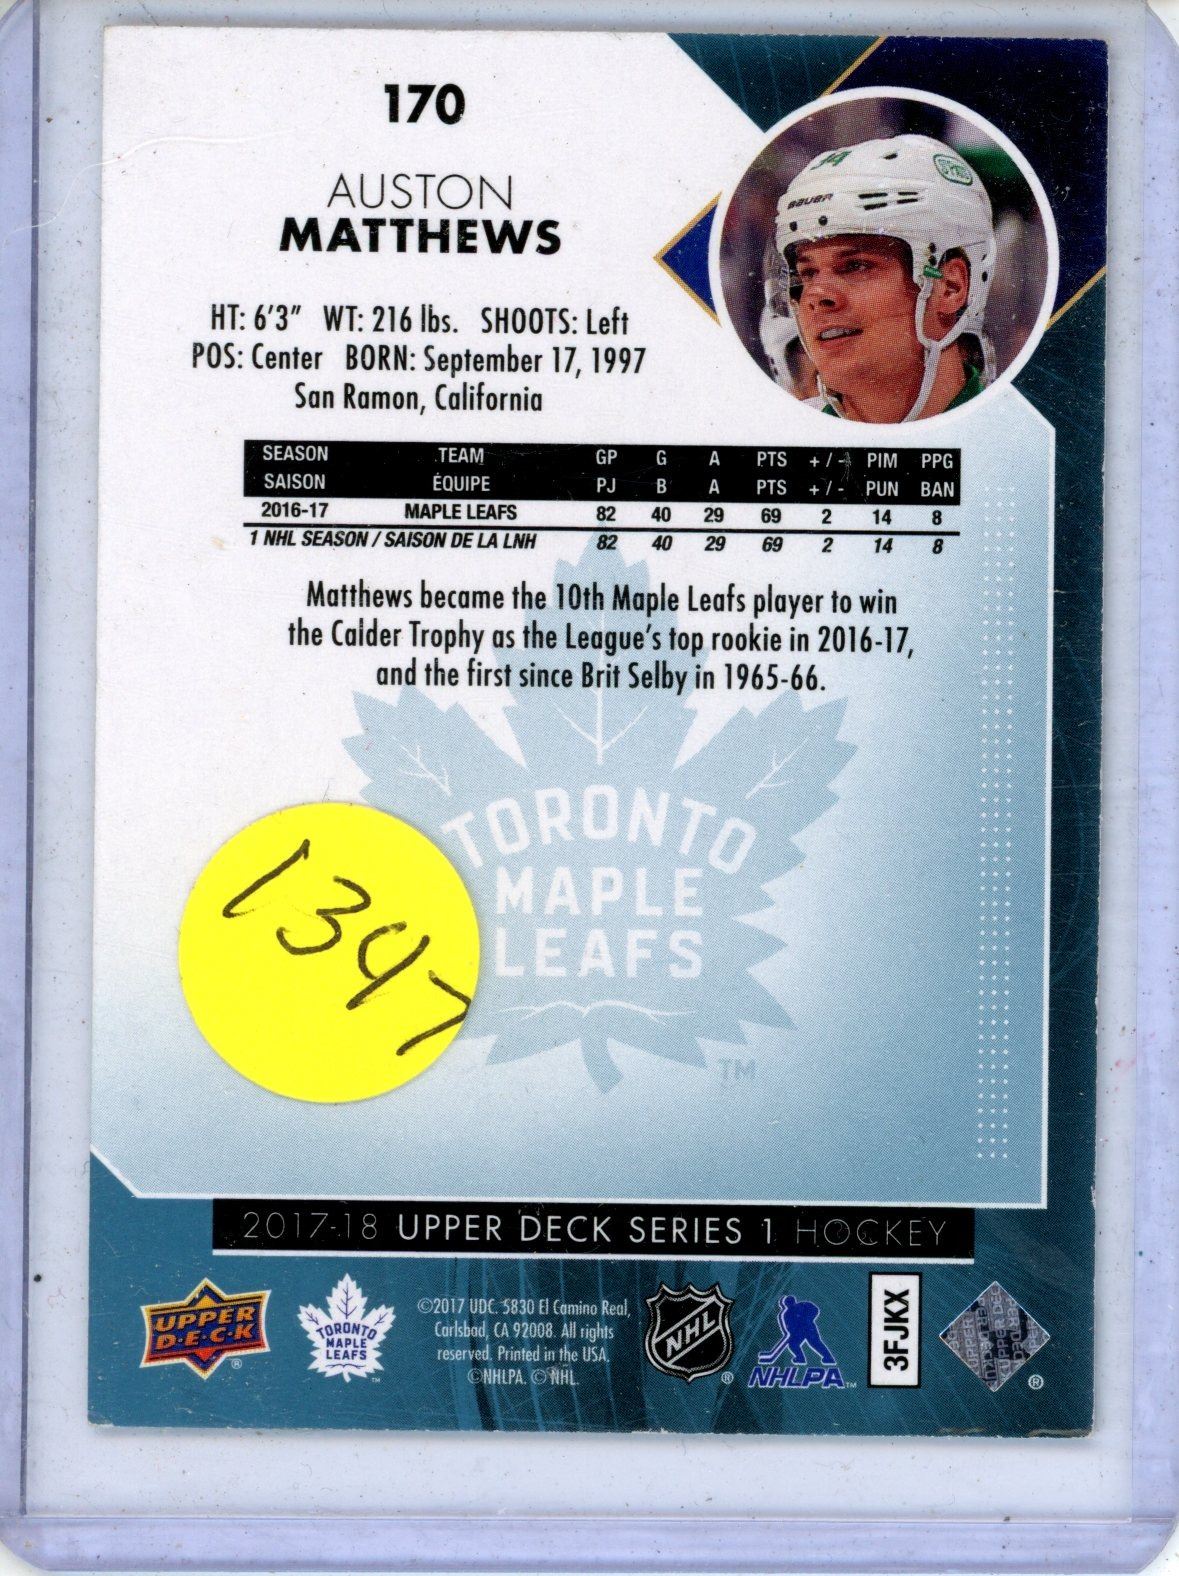 170
AUSTON
MATTHEWS
HT: 6'3" WT: 216 lbs. SHOOTS: Left
POS: Center BORN: September 17, 1997
San Ramon, California
SEASON TEAM GP G A PTS +/- PIM PPG
SAISON ÉQUIPE PJ B A PTS +/- PUN BAN
2016-17 MAPLE LEAFS 82 40 29 69 2 14 8
1 NHL SEASON / SAISON DE LA LNH 82 40 29 69 2 14 8
Matthews became the 10th Maple Leafs player to win
the Calder Trophy as the League's top rookie in 2016-17,
and the first since Brit Selby in 1965-66.
TORONTO
MAPLE
LEAFS
TM
1347
2017-18 UPPER DECK SERIES 1 HOCKEY
UPPER
D·E·C·K
®
TORONTO
MAPLE
LEAFS
TM
©2017 UDC. 5830 El Camino Real,
Carlsbad, CA 92008. All rights
reserved. Printed in the USA.
©NHLPA. ©NHL.
NHL
®
NHLPA
TM
3FJKX
®
BAUER